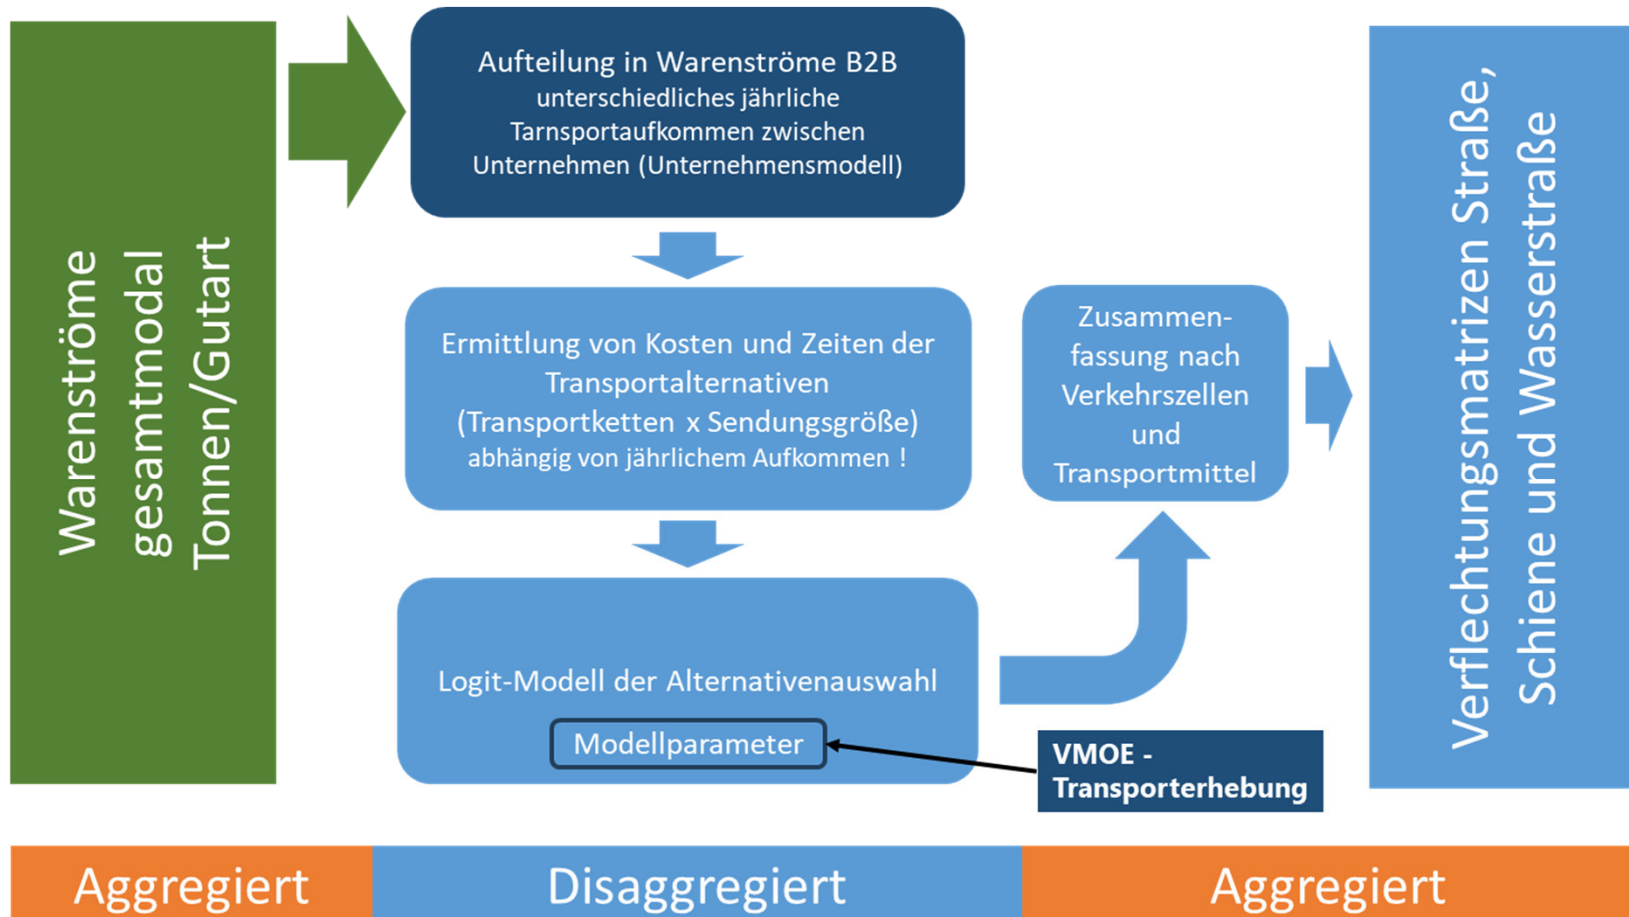 Warenströme
gesamtmodal
Tonnen/Gutart
Aufteilung in Warenströme B2B
unterschiedliches jährliche
Tarnsportaufkommen zwischen
Unternehmen (Unternehmensmodell)
Ermittlung von Kosten und Zeiten der
Transportalternativen
(Transportketten x Sendungsgröße)
abhängig von jährlichem Aufkommen !
Logit-Modell der Alternativenauswahl
Modellparameter
VMOE -
Transporterhebung
Zusammen-
fassung nach
Verkehrszellen
und
Transportmittel
Verflechtungsmatrizen Straße,
Schiene und Wasserstraße
Aggregiert
Disaggregiert
Aggregiert